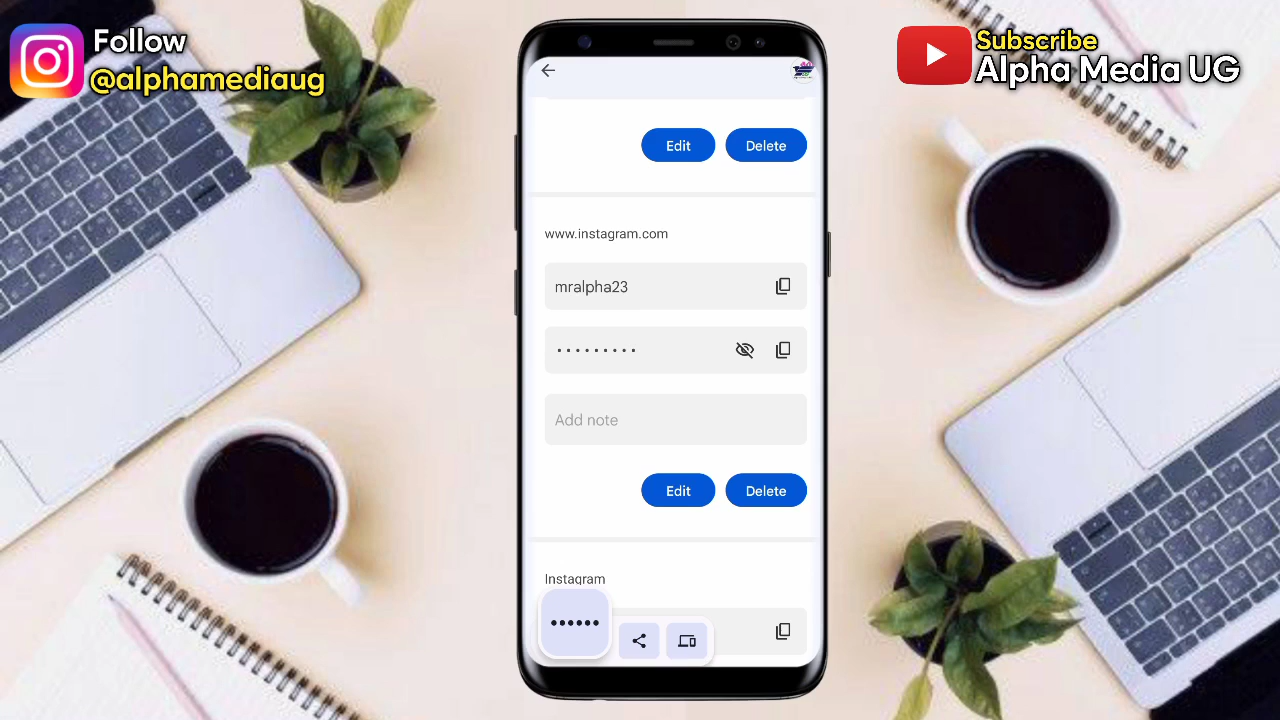 Follow
@alphamediaug
Subscribe
Alpha Media UG
Edit
Delete
www.instagram.com
mralpha23
•••••••••
Add note
Edit
Delete
Instagram
••••••